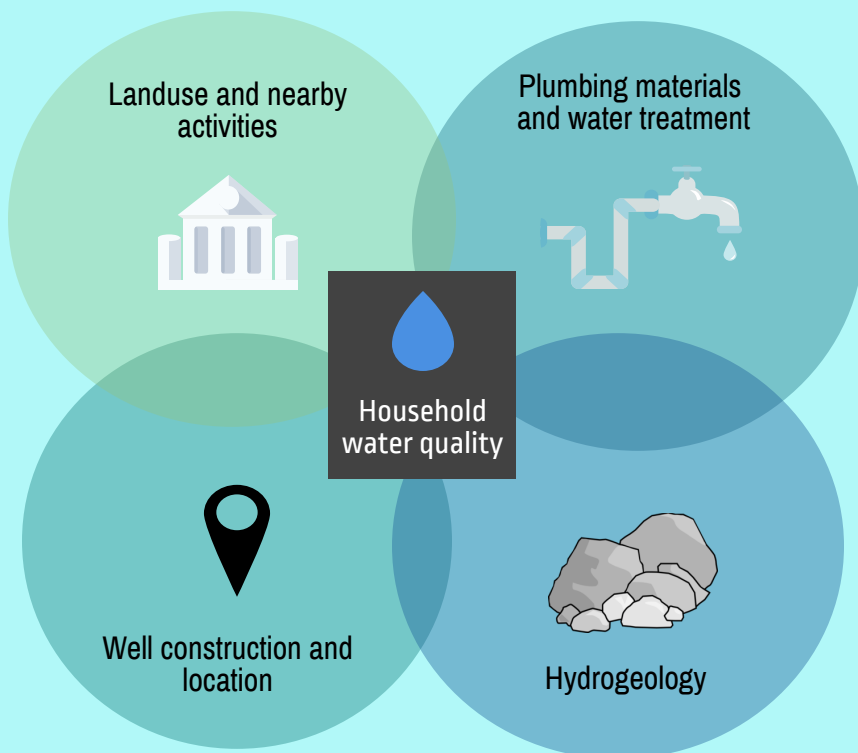 Landuse and nearby
activities
Plumbing materials
and water treatment
Household
water quality
Well construction and
location
Hydrogeology